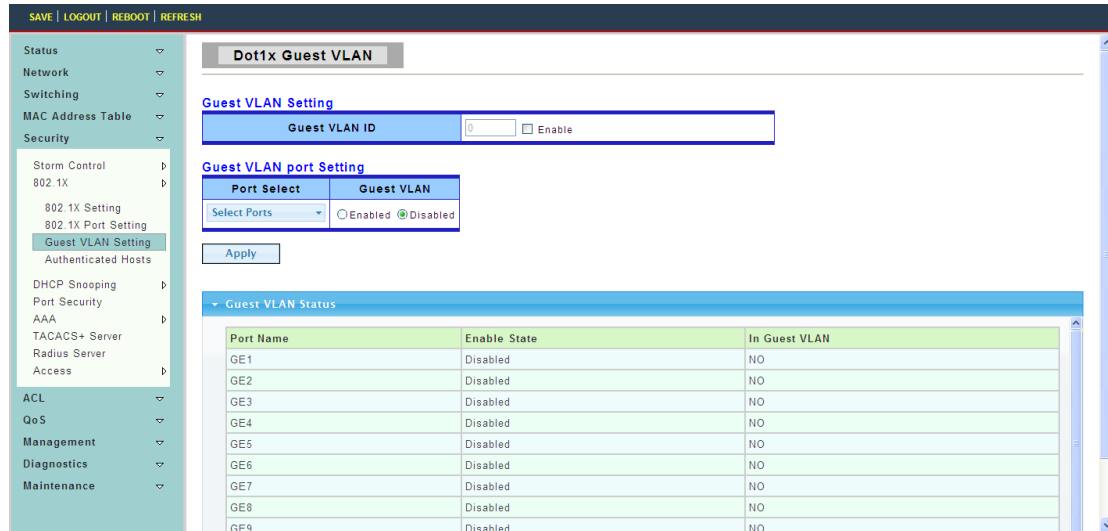 SAVE | LOGOUT | REBOOT | REFRESH
Status
Network
Switching
MAC Address Table
Security
Storm Control
802.1X
802.1X Setting
802.1X Port Setting
Guest VLAN Setting
Authenticated Hosts
DHCP Snooping
Port Security
AAA
TACACS+ Server
Radius Server
Access
ACL
QoS
Management
Diagnostics
Maintenance
Dot1x Guest VLAN
Guest VLAN Setting
Guest VLAN ID 0 Enable
Guest VLAN port Setting
Port Select Guest VLAN
Select Ports Enabled Disabled
Apply
Guest VLAN Status
Port Name Enable State In Guest VLAN
GE1 Disabled NO
GE2 Disabled NO
GE3 Disabled NO
GE4 Disabled NO
GE5 Disabled NO
GE6 Disabled NO
GE7 Disabled NO
GE8 Disabled NO
GE9 Disabled NO